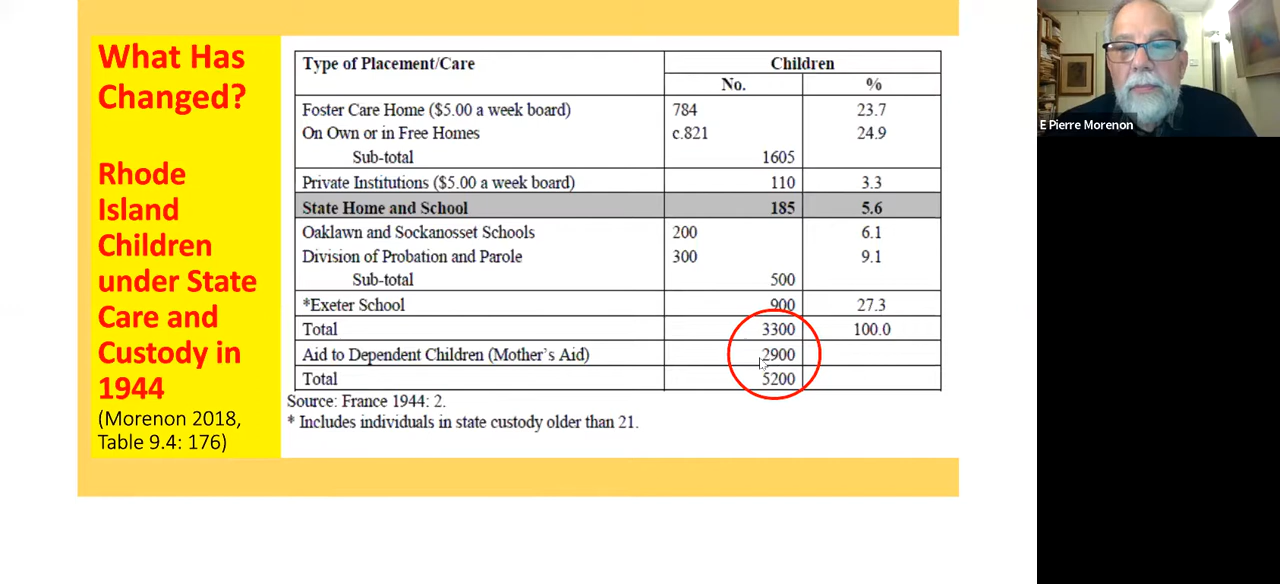 What Has
Changed?
Rhode
Island
Children
under State
Care and
Custody in
1944
(Morenon 2018,
Table 9.4: 176)
Type of Placement/Care Children
No. %
Foster Care Home ($5.00 a week board) 784 23.7
On Own or in Free Homes c.821 24.9
Sub-total 1605
Private Institutions ($5.00 a week board) 110 3.3
State Home and School 185 5.6
Oaklawn and Sockanosset Schools 200 6.1
Division of Probation and Parole 300 9.1
Sub-total 500
*Exeter School 900 27.3
Total 3300 100.0
Aid to Dependent Children (Mother's Aid) 2900
Total 5200
Source: France 1944: 2.
* Includes individuals in state custody older than 21.
E Pierre Morenon